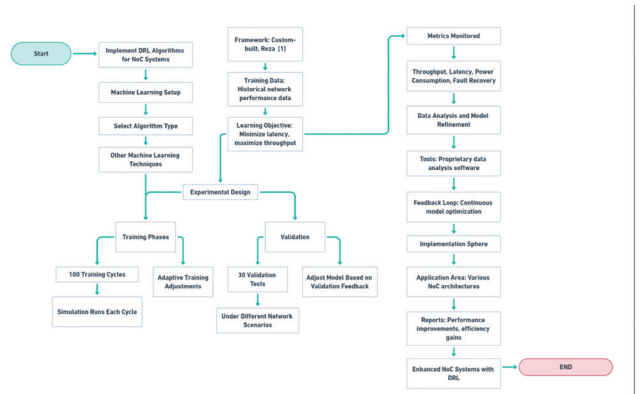 Start
Implement DRL Algorithms
for NoC Systems
Machine Learning Setup
Select Algorithm Type
Other Machine Learning
Techniques
Framework: Custom-
built, Reza [1]
Training Data:
Historical network
performance data
Learning Objective:
Minimize latency,
maximize throughput
Experimental Design
Training Phases
Validation
100 Training Cycles
Adaptive Training
Adjustments
Simulation Runs Each Cycle
30 Validation
Tests
Adjust Model Based on
Validation Feedback
Under Different Network
Scenarios
Metrics Monitored
Throughput, Latency, Power
Consumption, Fault Recovery
Data Analysis and Model
Refinement
Tools: Proprietary data
analysis software
Feedback Loop: Continuous
model optimization
Implementation Sphere
Application Area: Various
NoC architectures
Reports: Performance
improvements, efficiency
gains
Enhanced NoC Systems with
DRL
END